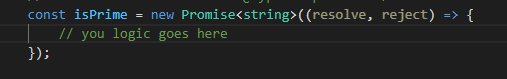 const isPrime = new Promise<string>((resolve, reject) => {
    // you logic goes here
});